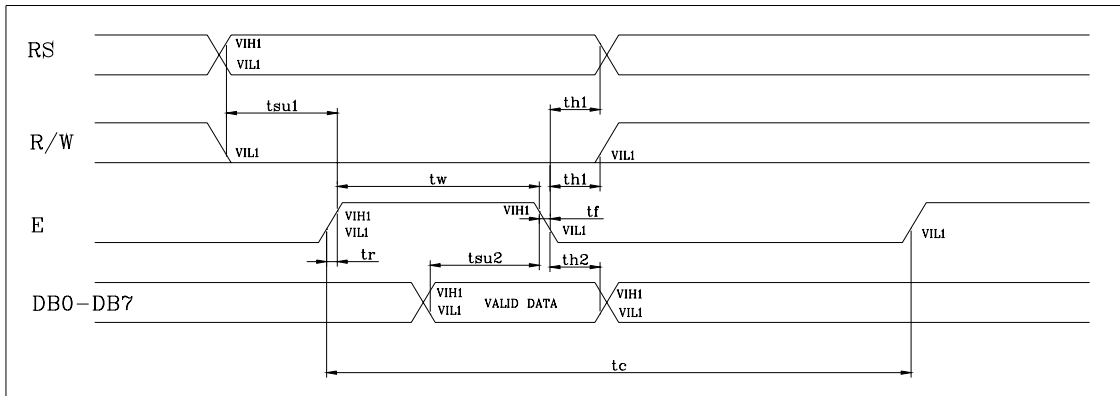 RS
VIH1
VIL1
tsu1
th1
R/W
VIL1
VIL1
tw
th1
E
VIH1
VIL1
VIH1
tf
VIL1
VIL1
tr
tsu2
th2
DB0-DB7
VIH1
VIL1
VALID DATA
VIH1
VIL1
tc